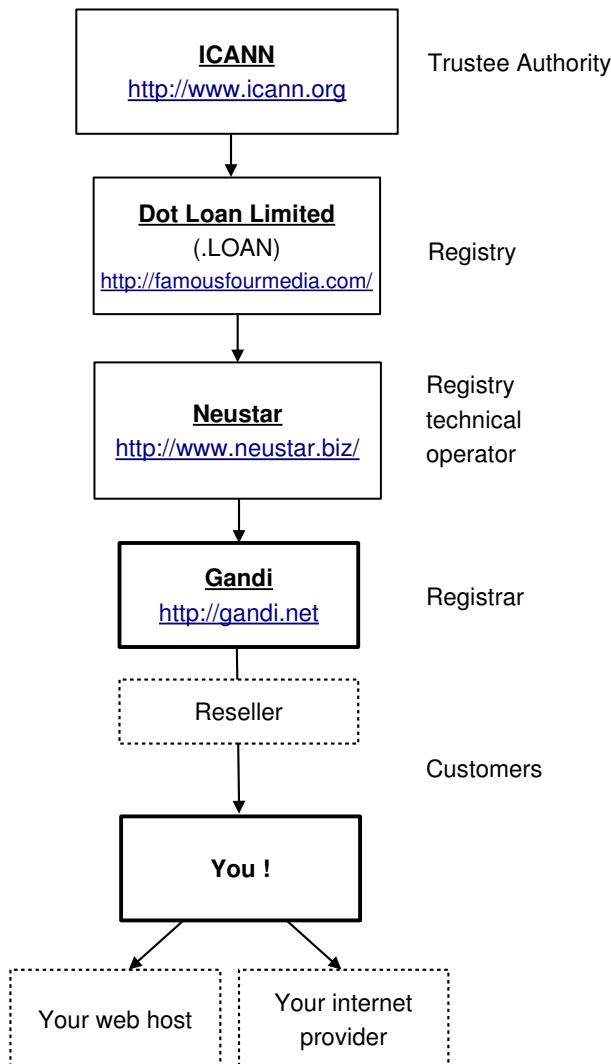 ICANN
http://www.icann.org
Trustee Authority
Dot Loan Limited
(.LOAN)
http://famousfourmedia.com/
Registry
Neustar
http://www.neustar.biz/
Registry
technical
operator
Gandi
http://gandi.net
Registrar
Reseller
Customers
You !
Your web host
Your internet
provider